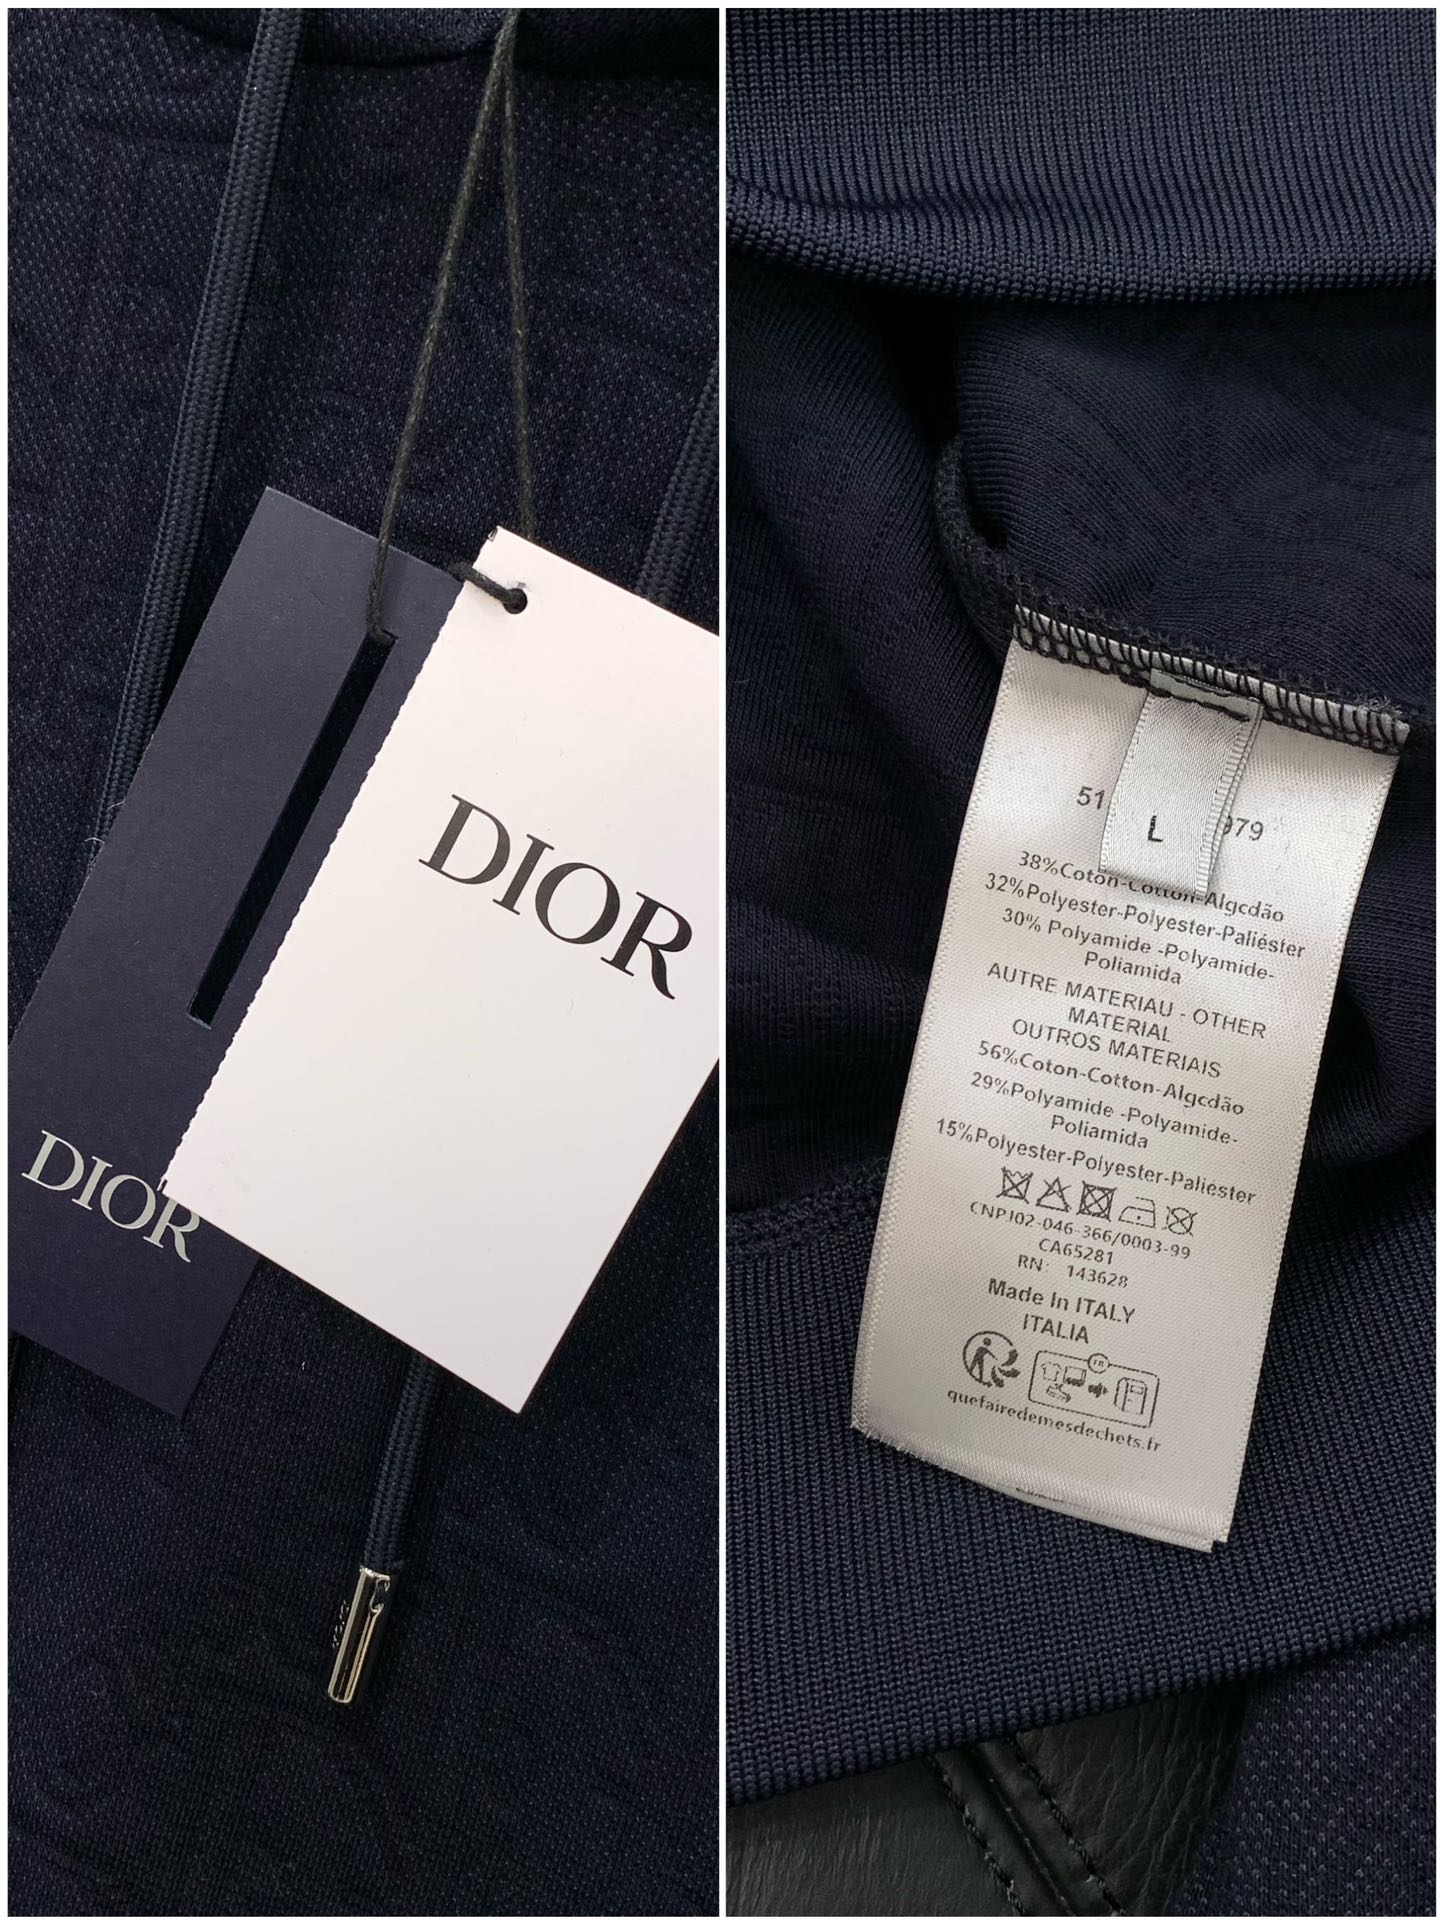 DIOR
DIOR
L
51
979
38%Coton-Cotton-Algcdão
32%Polyester-Polyester-Paliéster
30% Polyamide -Polyamide-
Poliamida
AUTRE MATERIAU - OTHER
MATERIAL
OUTROS MATERIAIS
56%Coton-Cotton-Algcdão
29%Polyamide -Polyamide-
Poliamida
15%Polyester-Polyester-Paliester
CNPJ02-046-366/0003-99
CA65281
RN: 143628
Made In ITALY
ITALIA
FR
quefairedemesdechets.fr